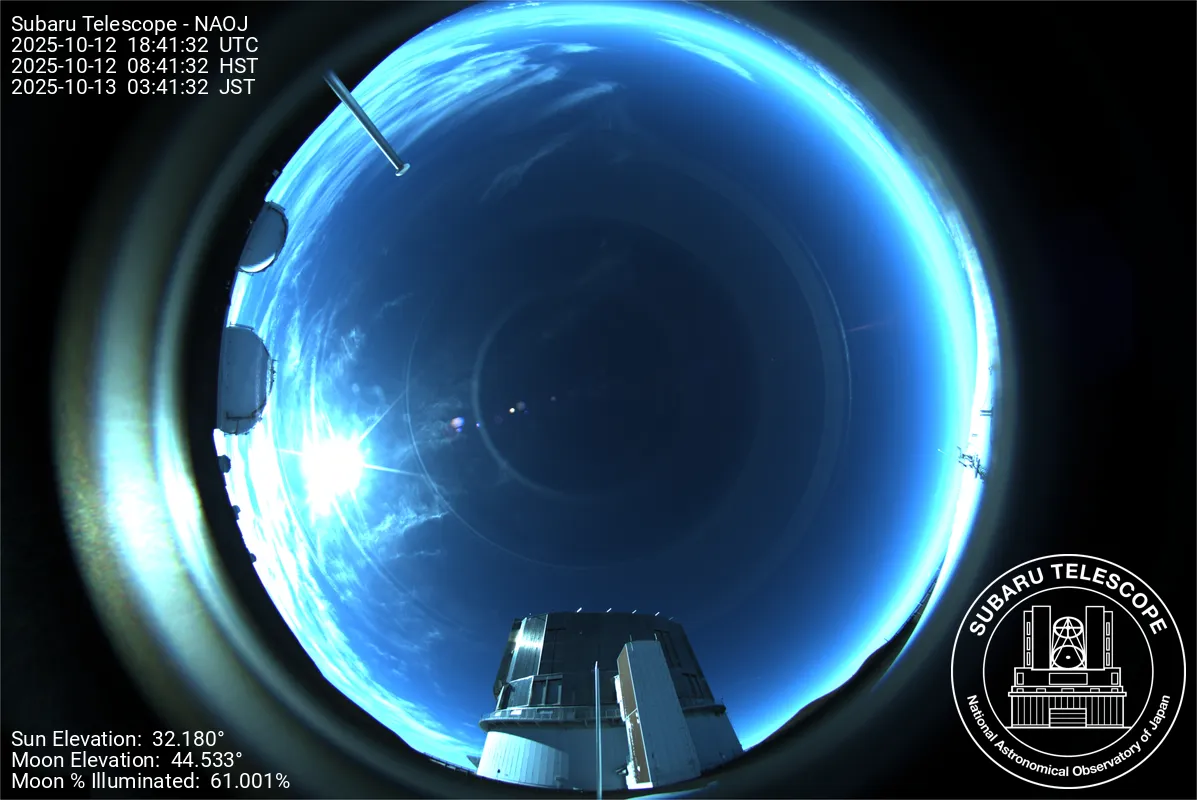 Subaru Telescope - NAOJ
2025-10-12 18:41:32 UTC
2025-10-12 08:41:32 HST
2025-10-13 03:41:32 JST
SUBARU TELESCOPE
National Astronomical Observatory of Japan
Sun Elevation: 32.180°
Moon Elevation: 44.533°
Moon % Illuminated: 61.001%